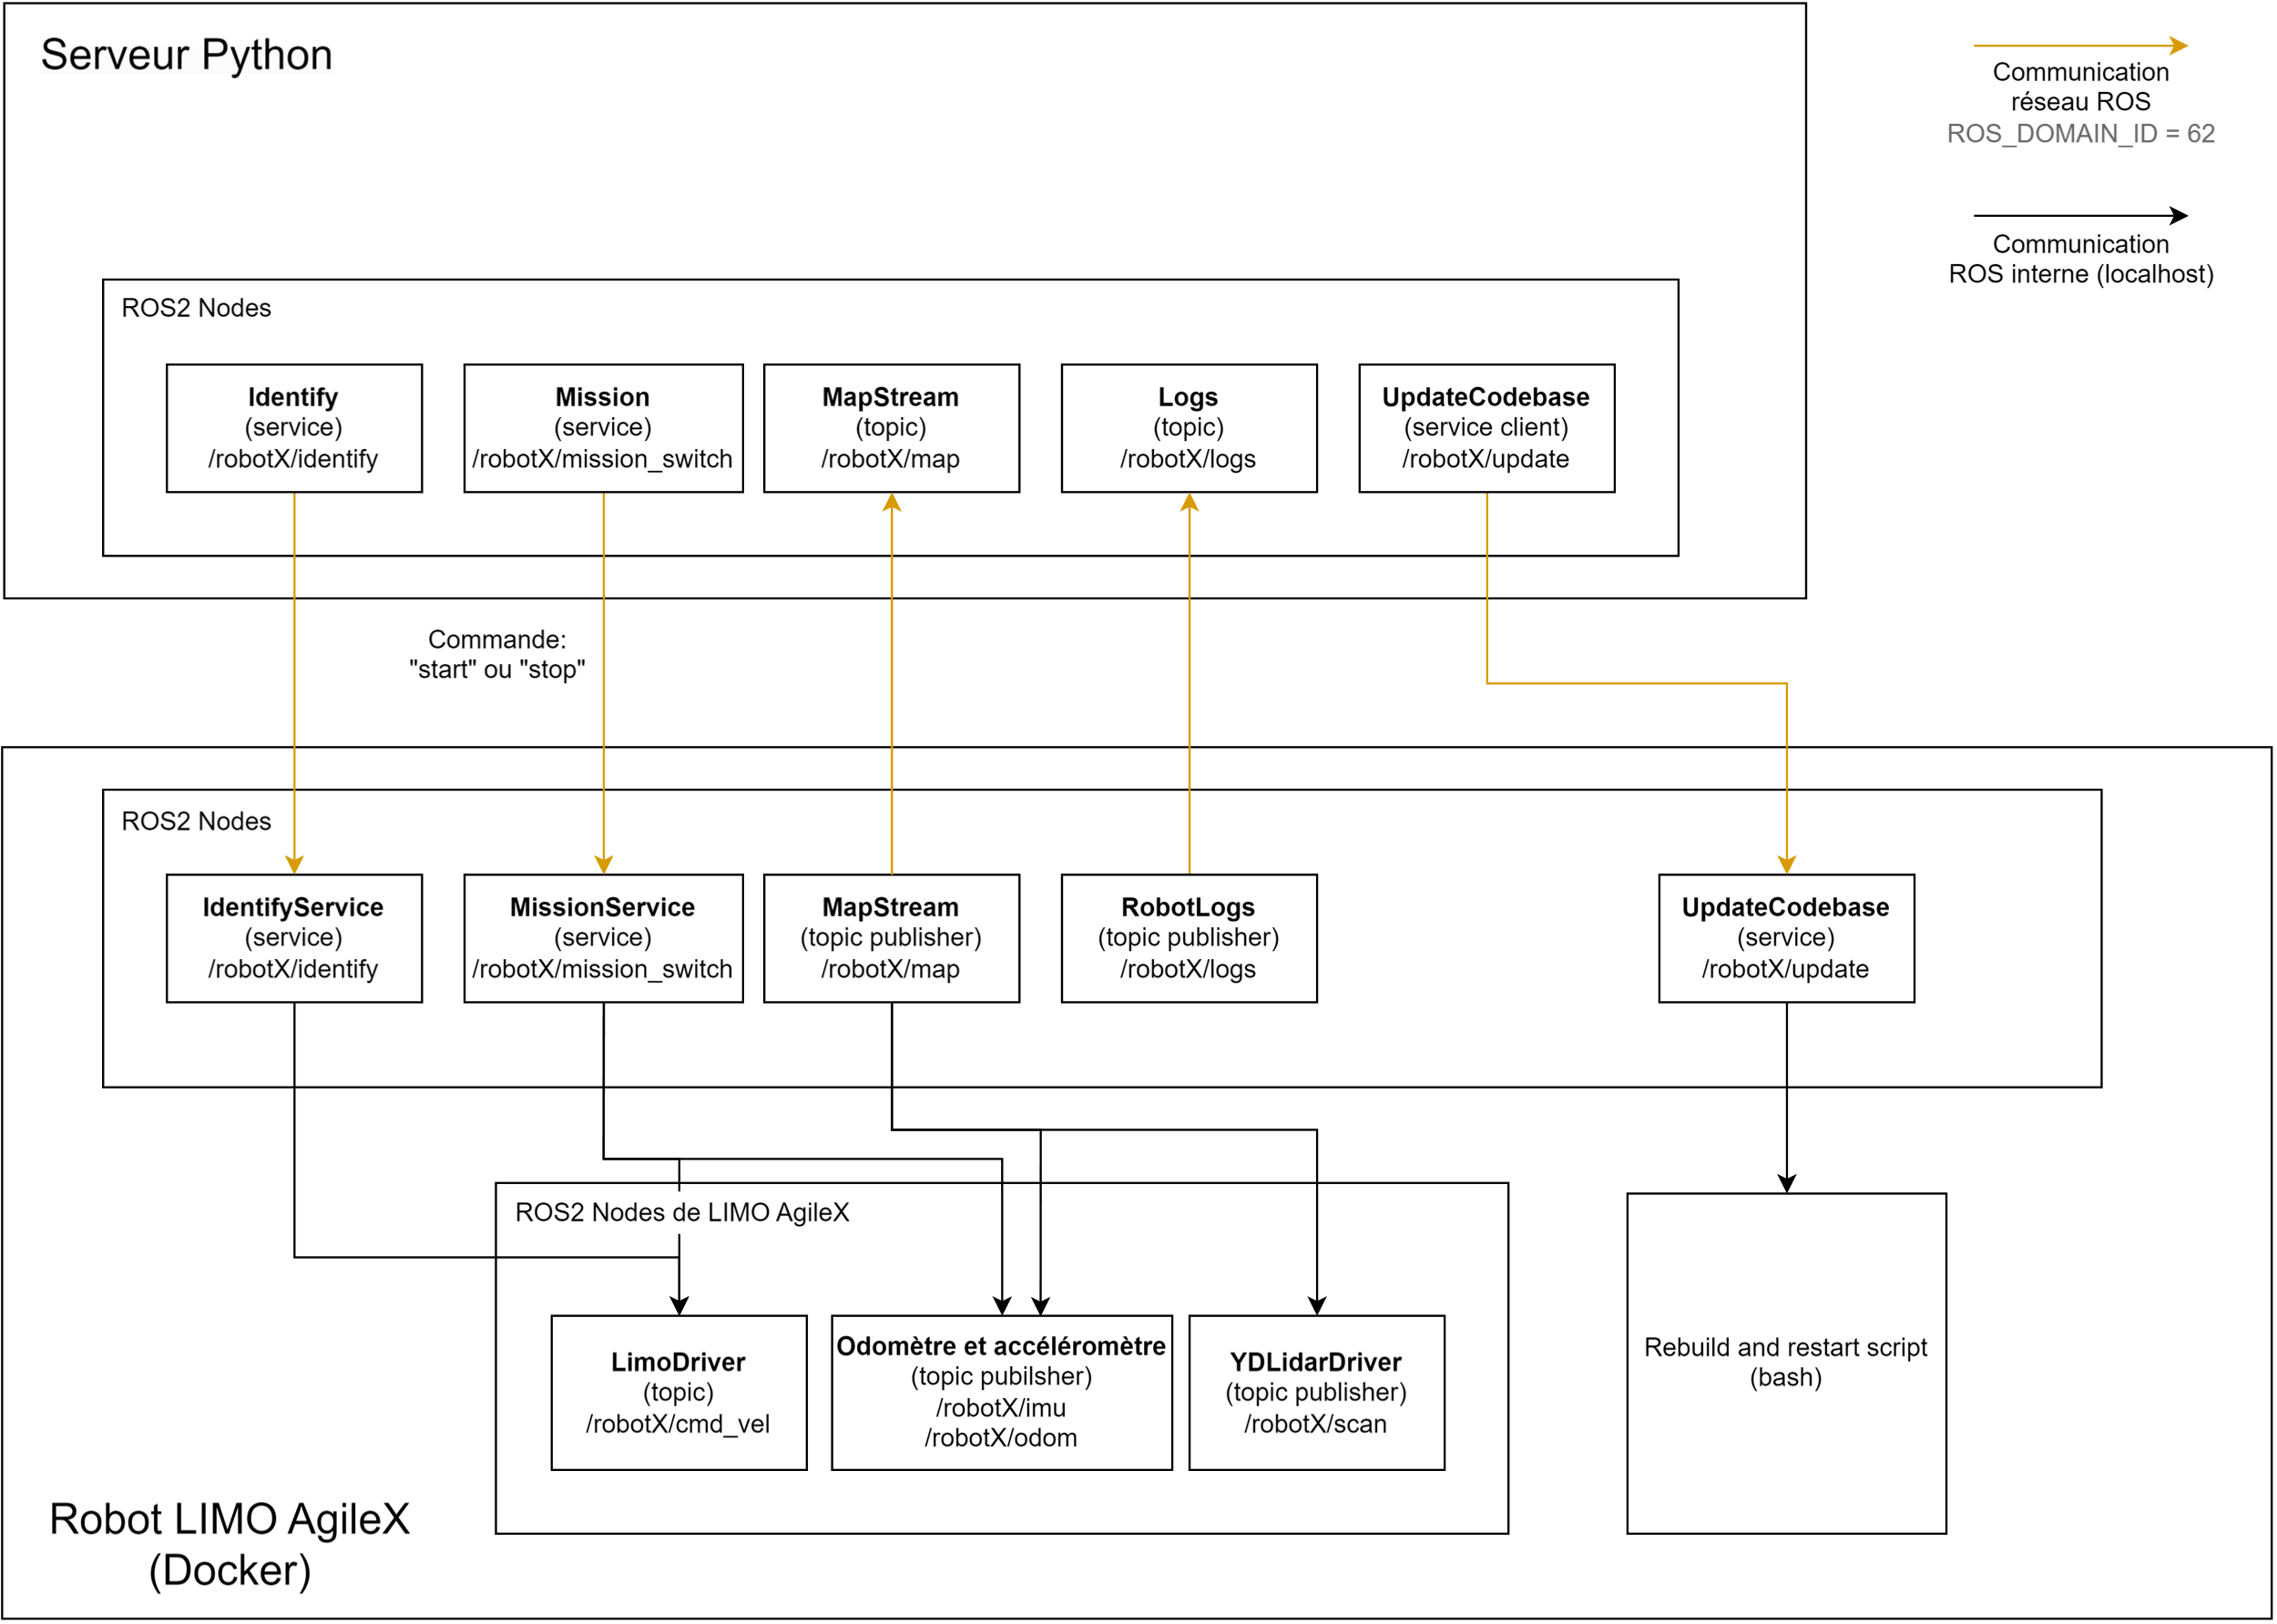 Serveur Python
Communication
réseau ROS
ROS_DOMAIN_ID = 62
Communication
ROS interne (localhost)
ROS2 Nodes
Identify
(service)
/robotX/identify
Mission
(service)
/robotX/mission_switch
MapStream
(topic)
/robotX/map
Logs
(topic)
/robotX/logs
UpdateCodebase
(service client)
/robotX/update
Commande:
"start" ou "stop"
ROS2 Nodes
IdentifyService
(service)
/robotX/identify
MissionService
(service)
/robotX/mission_switch
MapStream
(topic publisher)
/robotX/map
RobotLogs
(topic publisher)
/robotX/logs
UpdateCodebase
(service)
/robotX/update
ROS2 Nodes de LIMO AgileX
LimoDriver
(topic)
/robotX/cmd_vel
Odomètre et accéléromètre
(topic pubilsher)
/robotX/imu
/robotX/odom
YDLidarDriver
(topic publisher)
/robotX/scan
Rebuild and restart script
(bash)
Robot LIMO AgileX
(Docker)